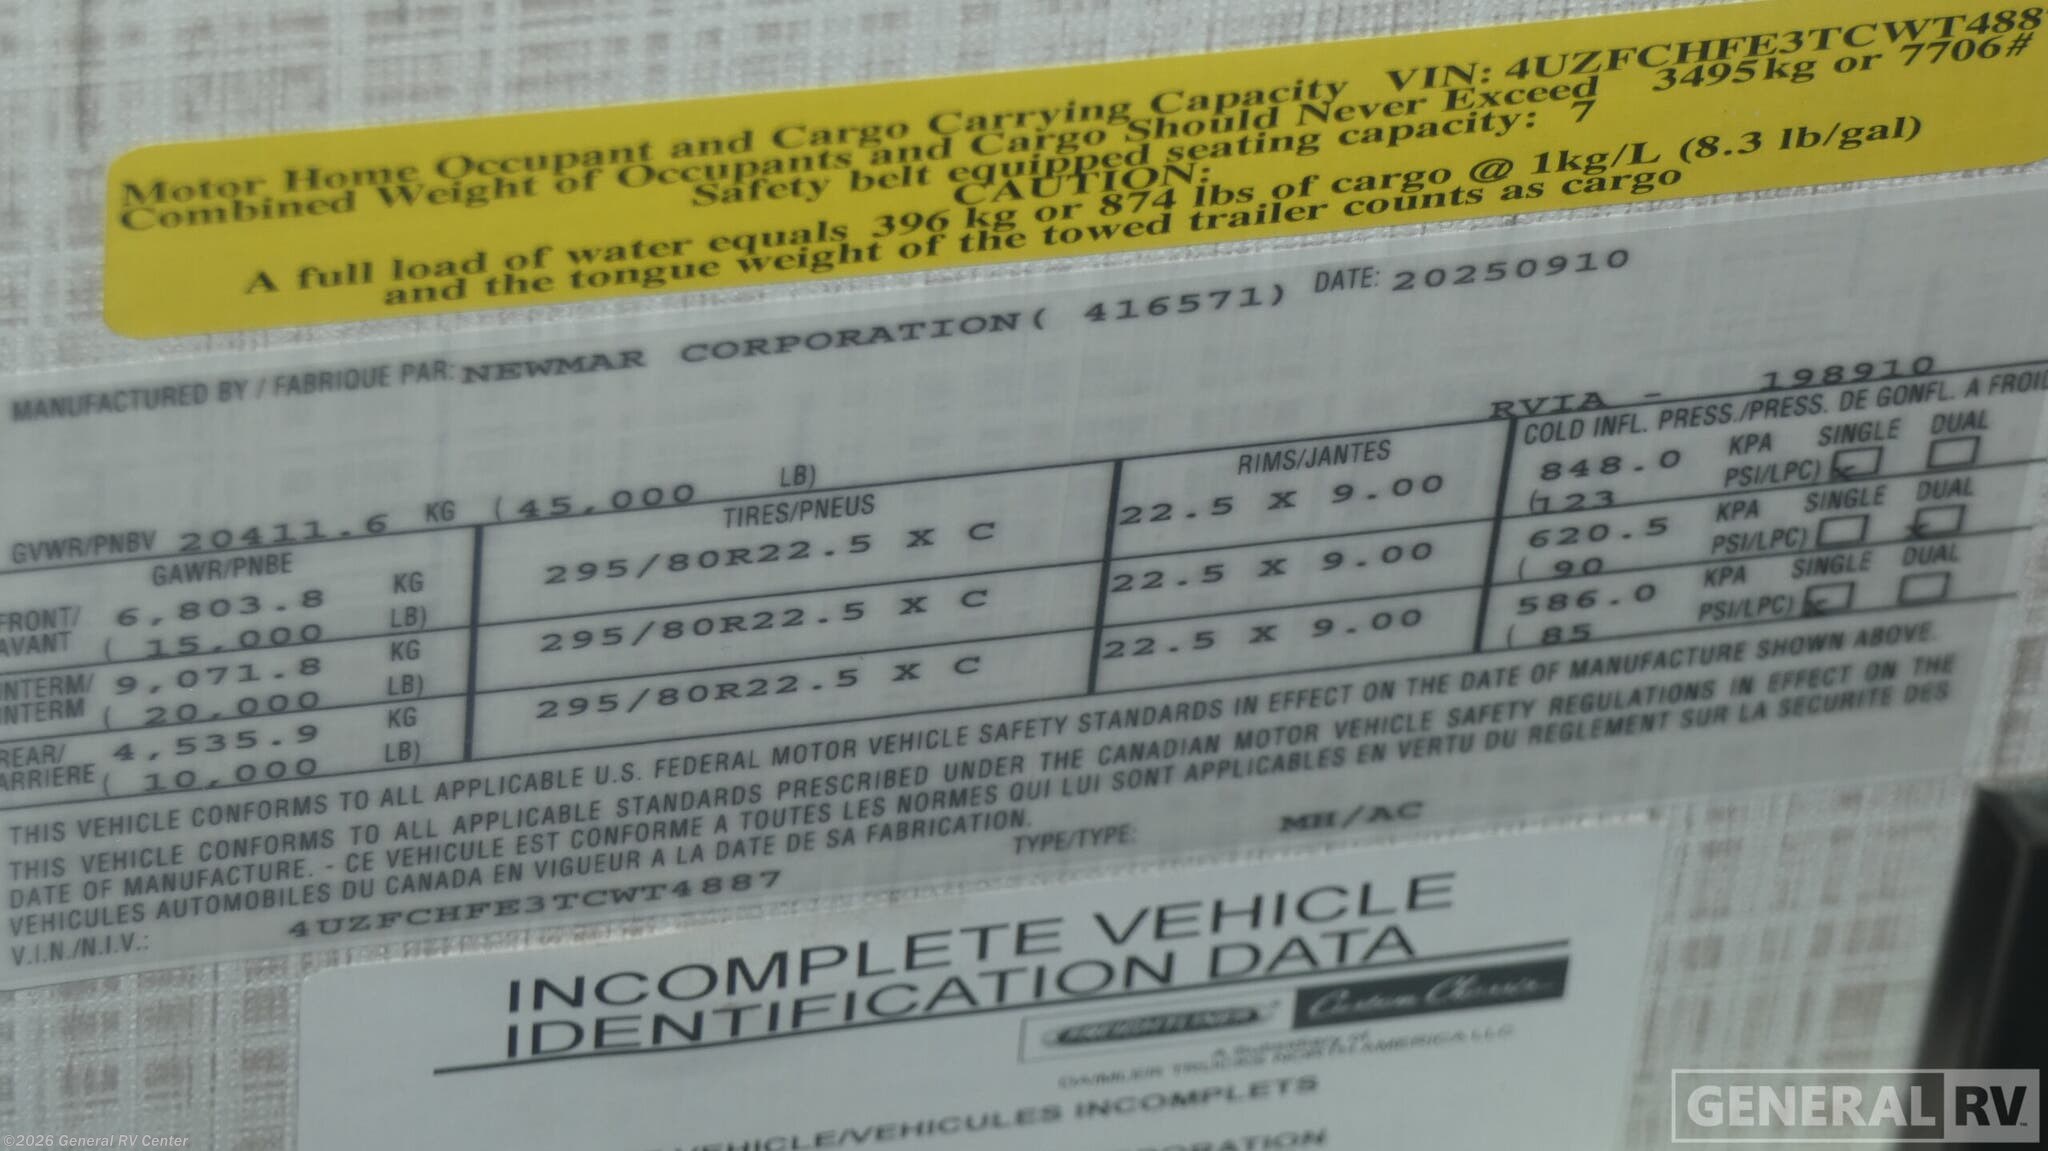 Motor Home Occupant and Cargo Carrying Capacity VIN: 4UZFCHFE3TCWT488
Combined Weight of Occupants and Cargo Should Never Exceed 3495kg or 7706#
Safety belt equipped seating capacity: 7
CAUTION:
A full load of water equals 396 kg or 874 lbs of cargo @ 1kg/L (8.3 lb/gal)
and the tongue weight of the towed trailer counts as cargo
MANUFACTURED BY / FABRIQUE PAR: NEWMAR CORPORATION( 416571) DATE: 20250910
RVIA - 198910
GVWR/PNBV 20411.6 KG (45,000 LB)
GAWR/PNBE TIRES/PNEUS RIMS/JANTES COLD INFL. PRESS./PRESS. DE GONFL. A FROID
FRONT/ 6,803.8 KG 295/80R22.5 X C 22.5 X 9.00 848.0 KPA SINGLE DUAL
AVANT ( 15,000 LB) (123 PSI/LPC)
INTERM/ 9,071.8 KG 295/80R22.5 X C 22.5 X 9.00 620.5 KPA SINGLE DUAL
INTERM ( 20,000 LB) ( 90 PSI/LPC)
REAR/ 4,535.9 KG 295/80R22.5 X C 22.5 X 9.00 586.0 KPA SINGLE DUAL
ARRIERE ( 10,000 LB) ( 85 PSI/LPC)
THIS VEHICLE CONFORMS TO ALL APPLICABLE U.S. FEDERAL MOTOR VEHICLE SAFETY STANDARDS IN EFFECT ON THE DATE OF MANUFACTURE SHOWN ABOVE.
THIS VEHICLE CONFORMS TO ALL APPLICABLE STANDARDS PRESCRIBED UNDER THE CANADIAN MOTOR VEHICLE SAFETY REGULATIONS IN EFFECT ON THE
DATE OF MANUFACTURE. - CE VEHICULE EST CONFORME A TOUTES LES NORMES QUI LUI SONT APPLICABLES EN VERTU DU REGLEMENT SUR LA SECURITE DES
VEHICULES AUTOMOBILES DU CANADA EN VIGUEUR A LA DATE DE SA FABRICATION.
V.I.N./N.I.V.: 4UZFCHFE3TCWT4887 TYPE/TYPE: MH/AC
INCOMPLETE VEHICLE
IDENTIFICATION DATA
FREIGHTLINER Custom Chassis
A Subsidiary of
DAIMLER TRUCKS NORTH AMERICA LLC
VEHICLE/VEHICULES INCOMPLETS
GENERAL RV
©2026 General RV Center